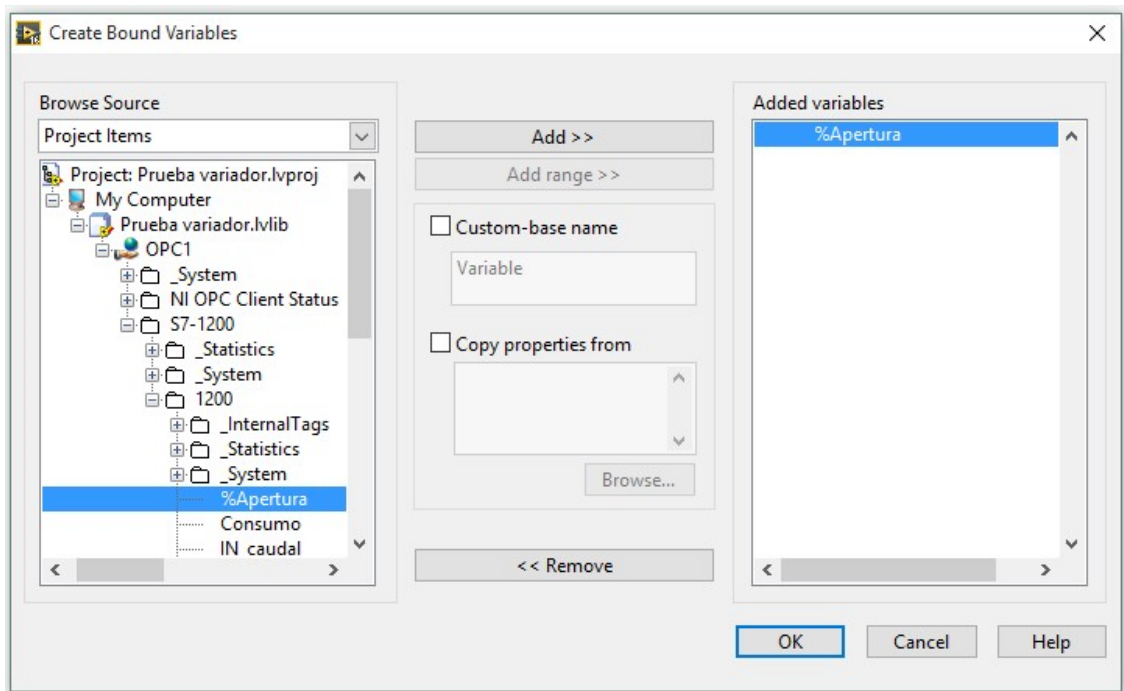 Create Bound Variables
Browse Source
Project Items
Project: Prueba variador.lvproj
My Computer
Prueba variador.lvlib
OPC1
_System
NI OPC Client Status
S7-1200
_Statistics
_System
1200
_InternalTags
_Statistics
_System
%Apertura
Consumo
IN_caudal
Add >>
Add range >>
Custom-base name
Variable
Copy properties from
Browse...
<< Remove
Added variables
%Apertura
OK
Cancel
Help